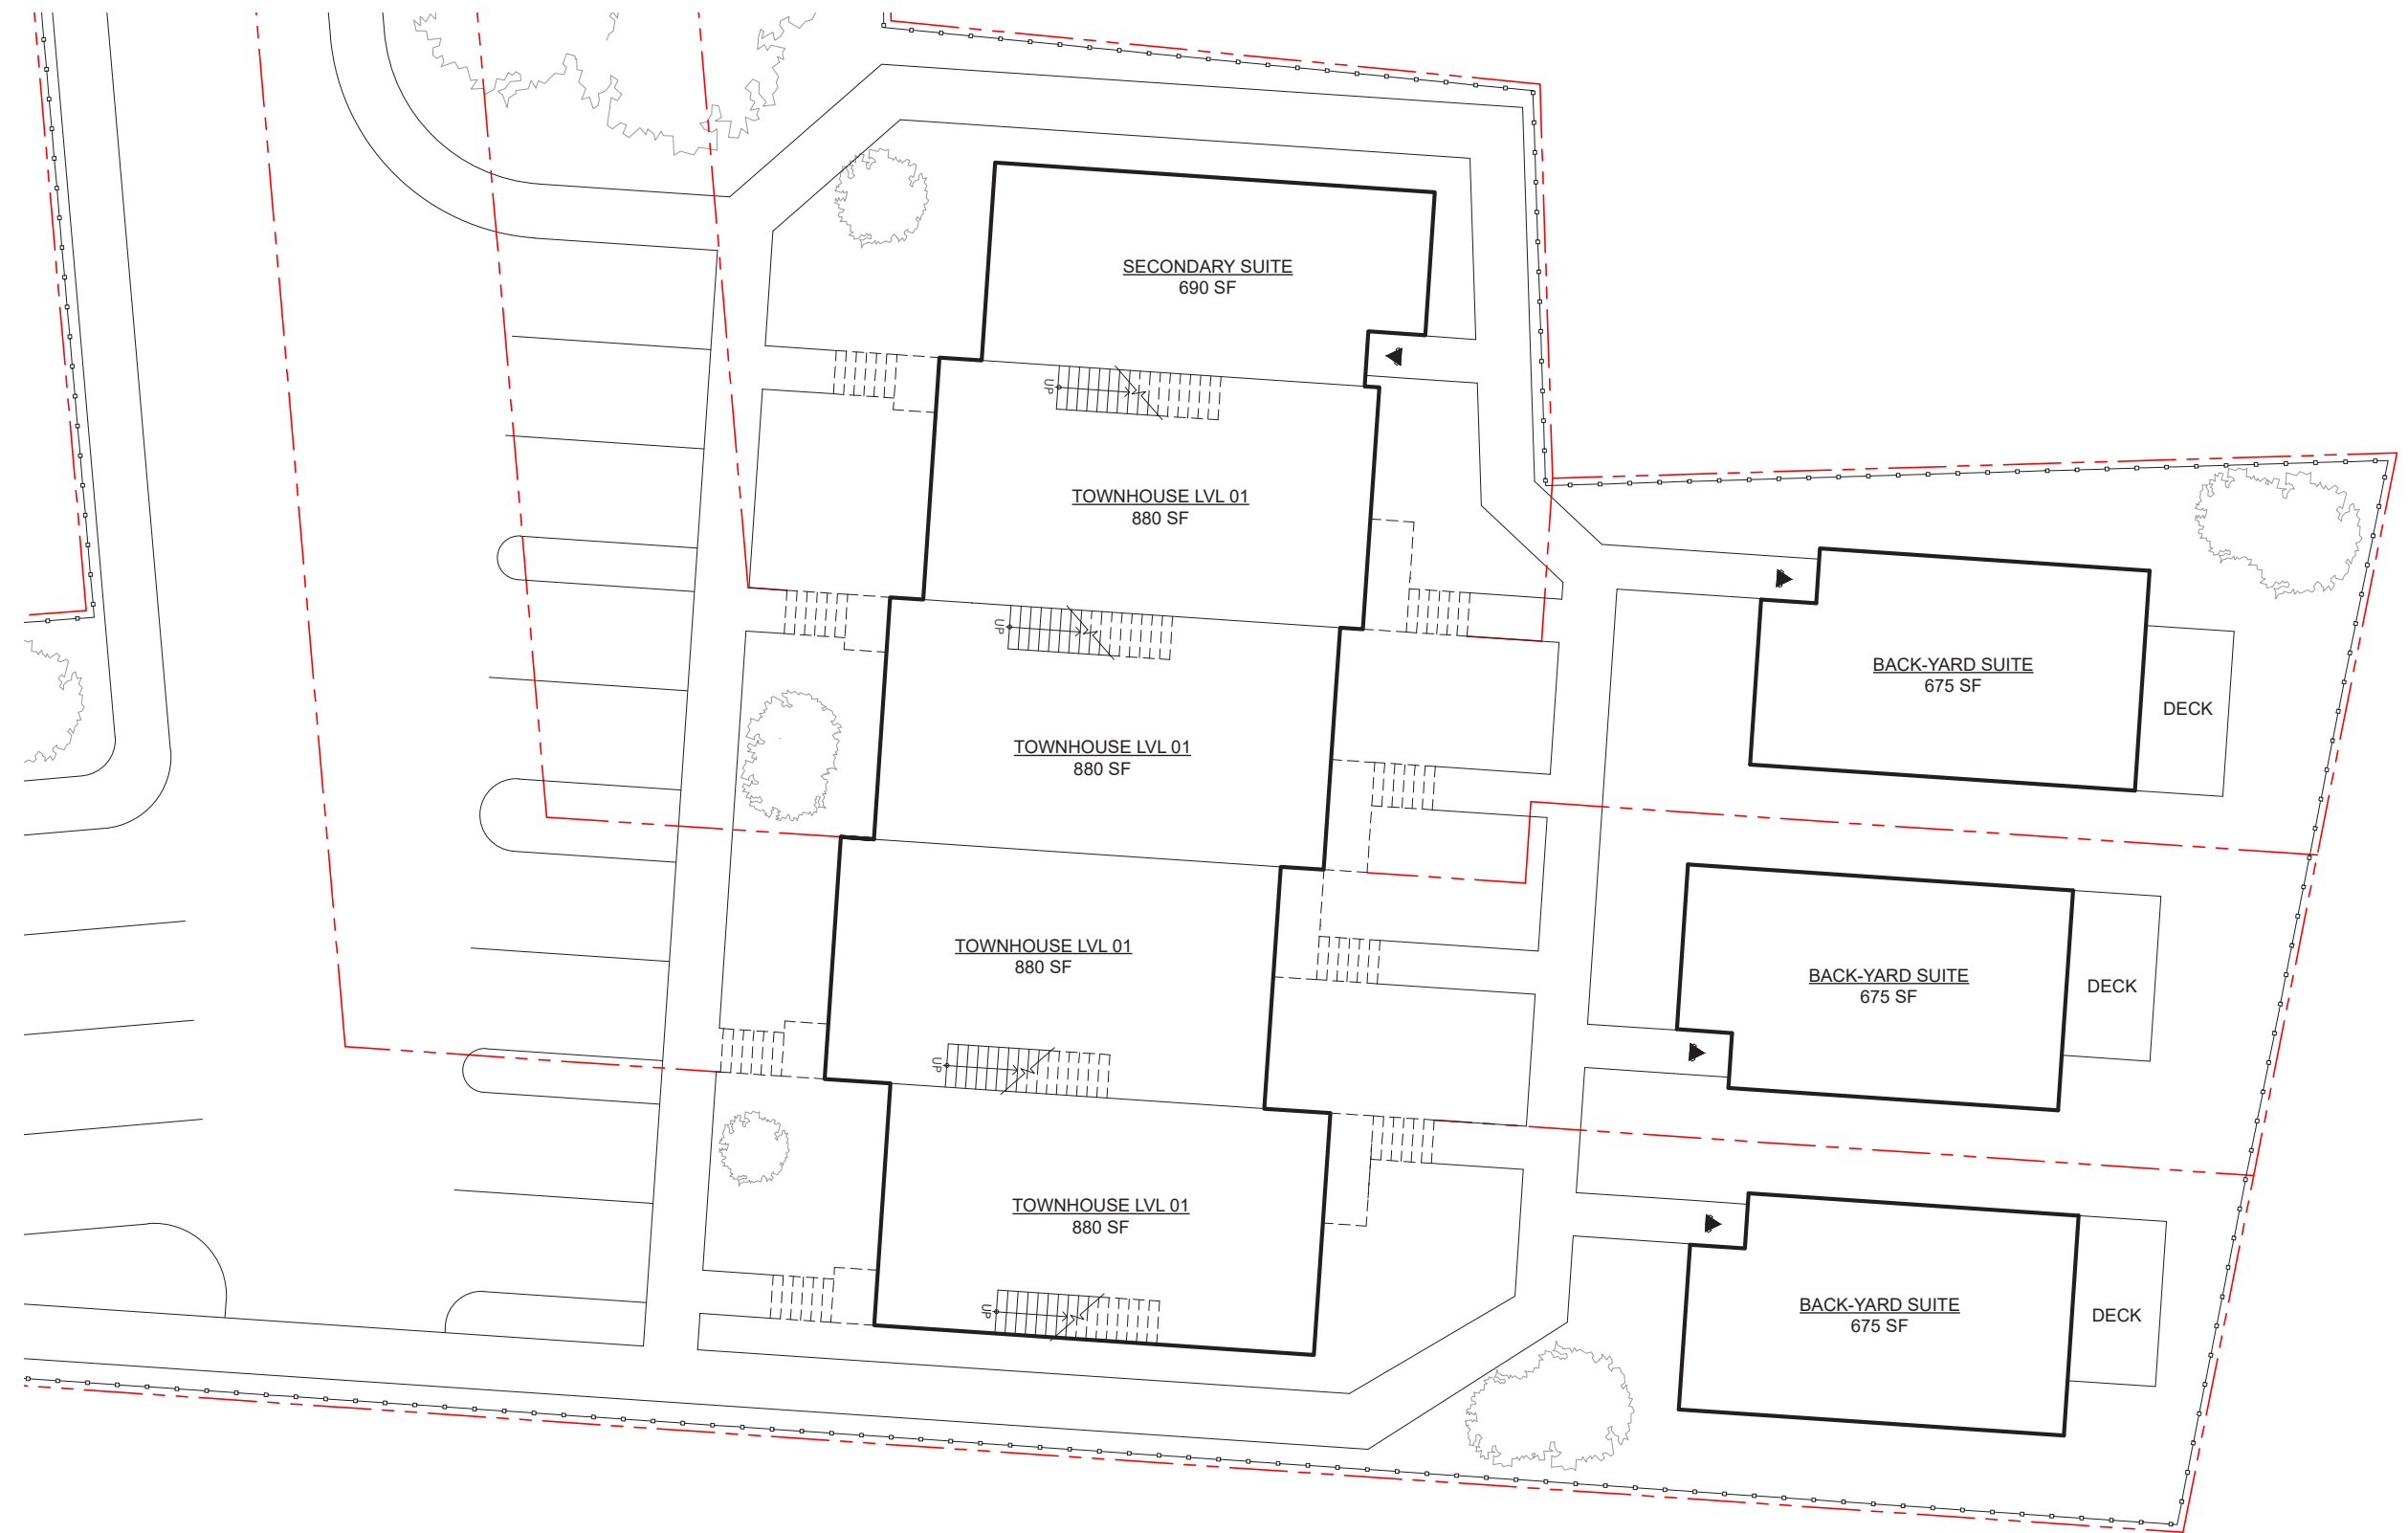 SECONDARY SUITE
690 SF
UP
TOWNHOUSE LVL 01
880 SF
UP
TOWNHOUSE LVL 01
880 SF
TOWNHOUSE LVL 01
880 SF
UP
TOWNHOUSE LVL 01
880 SF
UP
BACK-YARD SUITE
675 SF
DECK
BACK-YARD SUITE
675 SF
DECK
BACK-YARD SUITE
675 SF
DECK